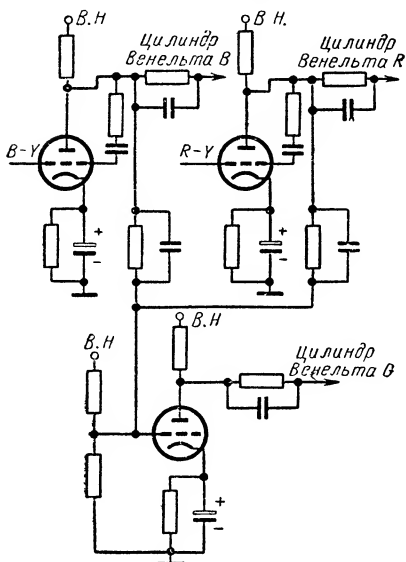 В.Н
В.Н.
Цилиндр
Венельта В
Цилиндр
Венельта R
B-Y
R-Y
+
-
+
-
В.Н
В.Н
Цилиндр
Венельта G
+
-